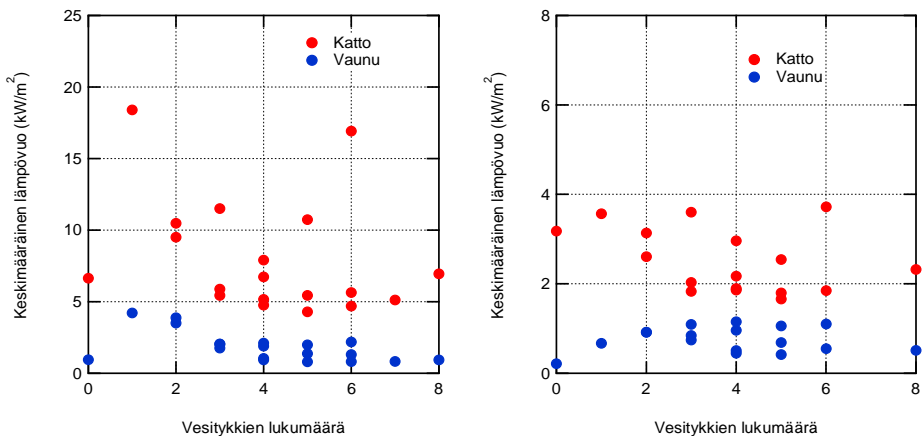 Keskimääräinen lämpövuo (kW/m²)
25
20
15
10
5
0
0 2 4 6 8
Katto
Vaunu
Vesitykkien lukumäärä
Keskimääräinen lämpövuo (kW/m²)
8
6
4
2
0
0 2 4 6 8
Katto
Vaunu
Vesitykkien lukumäärä